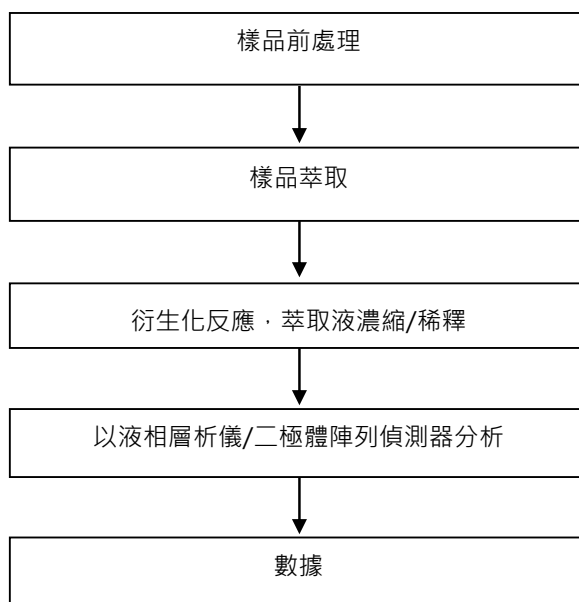 樣品前處理
樣品萃取
衍生化反應，萃取液濃縮/稀釋
以液相層析儀/二極體陣列偵測器分析
數據